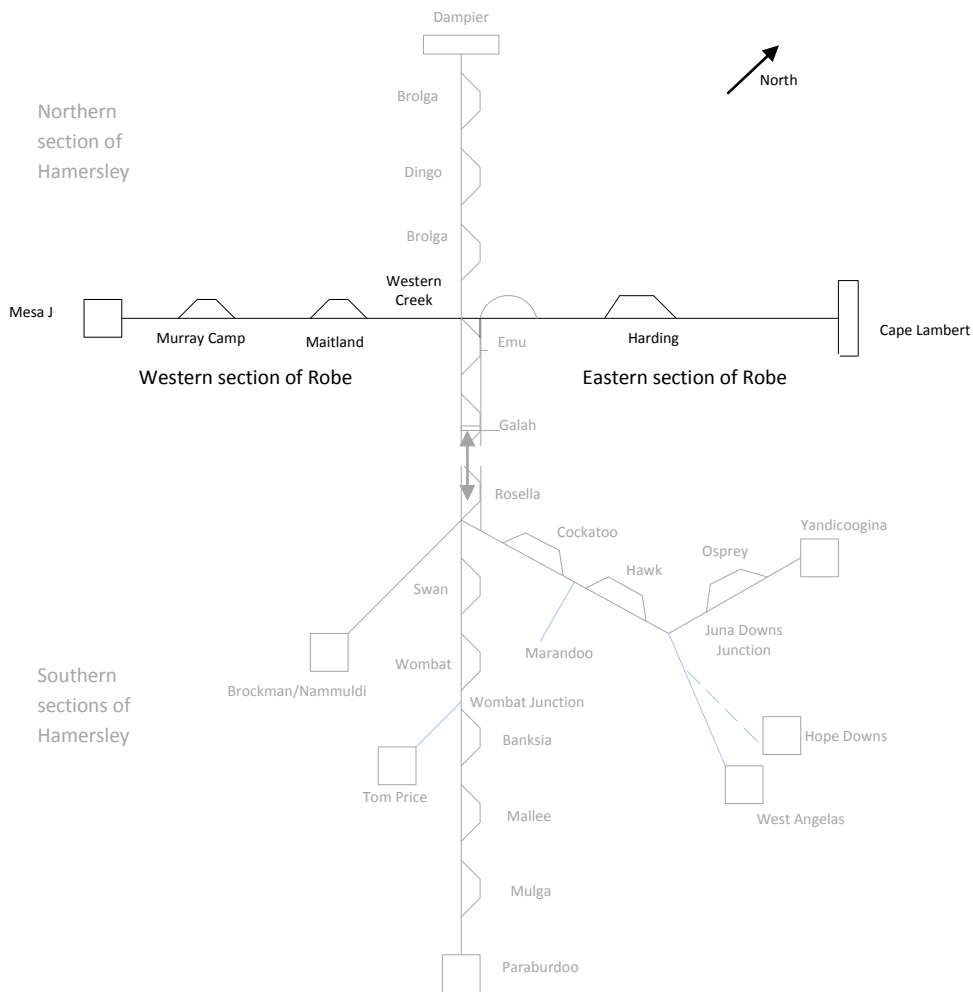 Dampier
North
Brolga
Northern
section of
Hamersley
Dingo
Brolga
Western
Creek
Mesa J
Murray Camp
Maitland
Emu
Harding
Cape Lambert
Western section of Robe
Eastern section of Robe
Galah
Rosella
Cockatoo
Yandicoogina
Osprey
Hawk
Swan
Juna Downs
Junction
Marandoo
Wombat
Brockman/Nammuldi
Southern
sections of
Hamersley
Wombat Junction
Hope Downs
Banksia
Tom Price
West Angelas
Mallee
Mulga
Paraburdoo